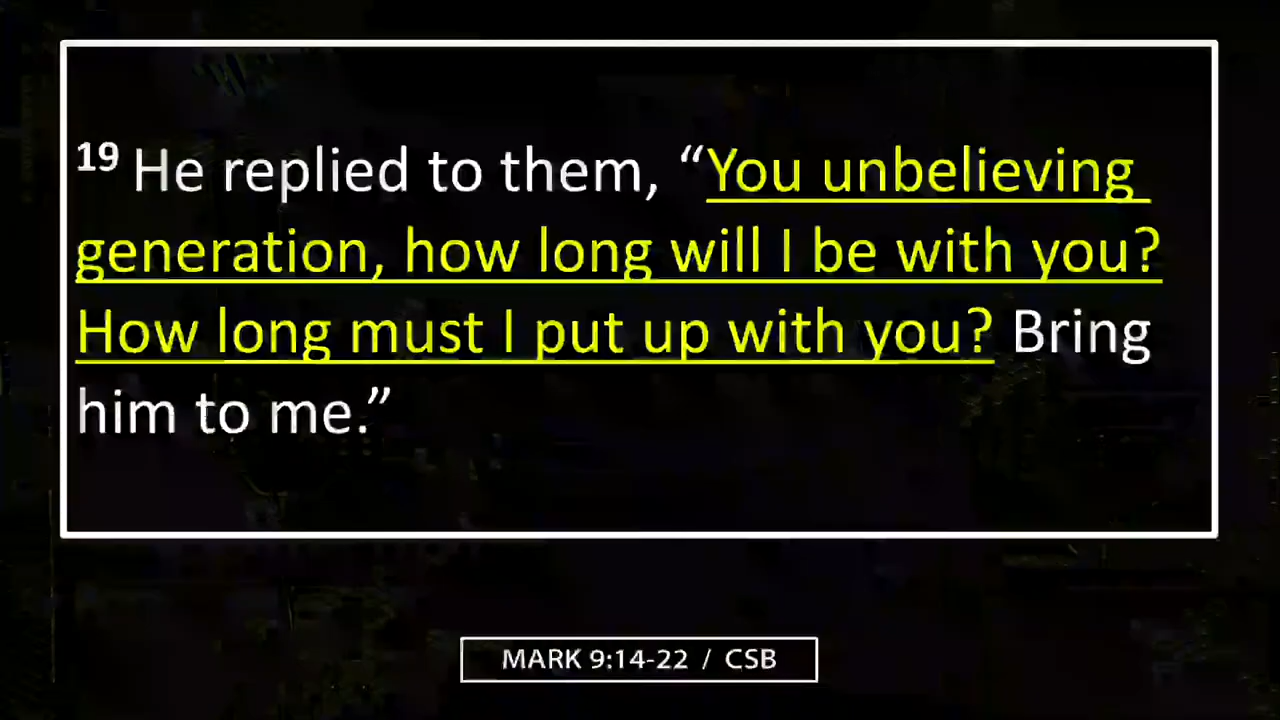 19 He replied to them, “You unbelieving
generation, how long will I be with you?
How long must I put up with you? Bring
him to me.”
MARK 9:14-22 / CSB